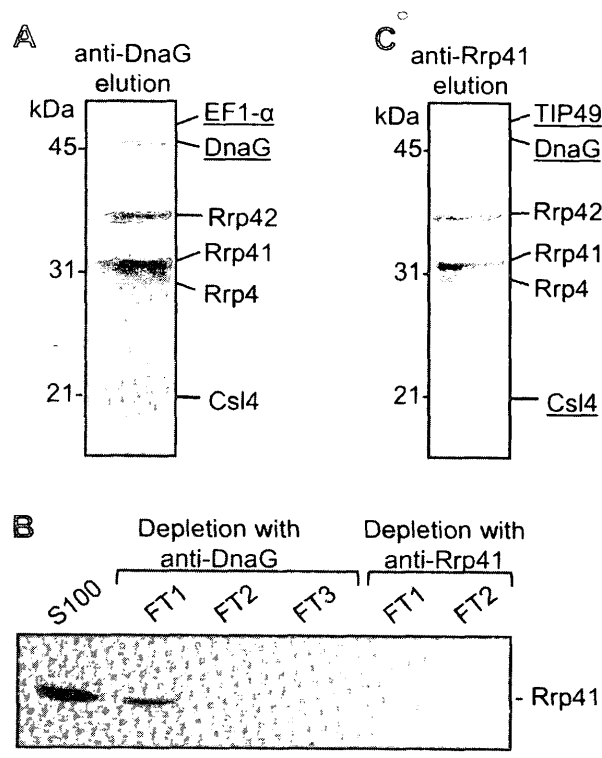 A
anti-DnaG
elution
kDa
EF1-α
45-
DnaG
Rrp42
Rrp41
31-
Rrp4
21-
Csl4
C
anti-Rrp41
elution
kDa
TIP49
45-
DnaG
Rrp42
Rrp41
31-
Rrp4
21-
Csl4
B
Depletion with
anti-DnaG
Depletion with
anti-Rrp41
S100 FT1 FT2 FT3 FT1 FT2
- Rrp41